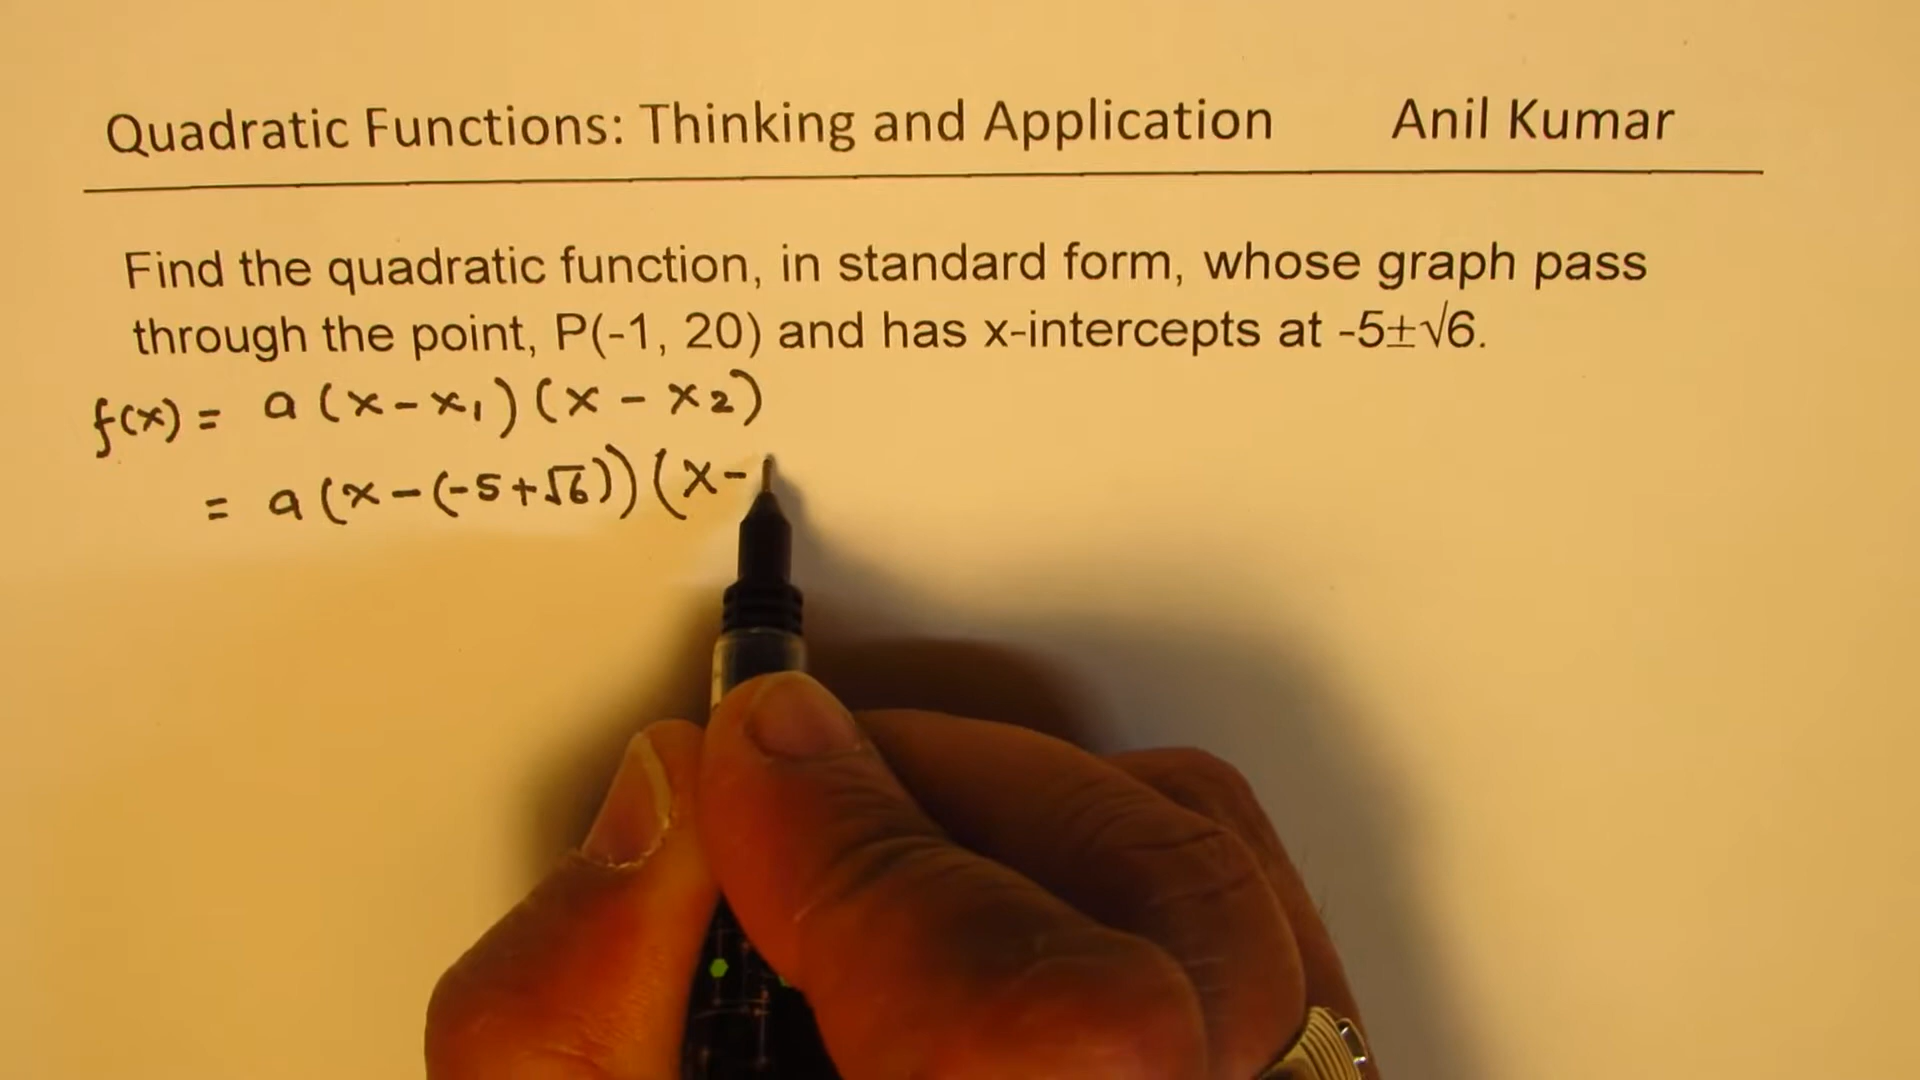 Quadratic Functions: Thinking and Application Anil Kumar
Find the quadratic function, in standard form, whose graph pass
through the point, P(-1, 20) and has x-intercepts at -5±√6.
f(x) = a(x-x₁)(x-x₂)
= a(x-(-5+√6))(x-